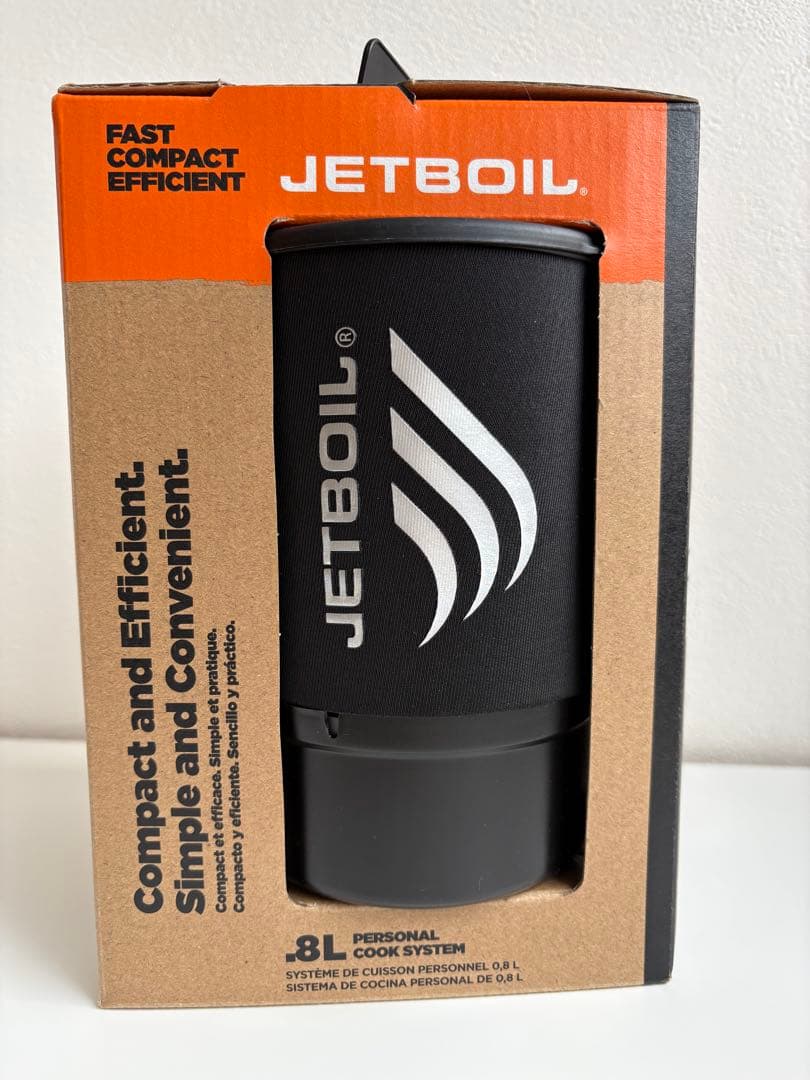 FAST
COMPACT
EFFICIENT
JETBOIL®
JETBOIL®
Compact and Efficient.
Simple and Convenient.
Compact et efficace. Simple et pratique.
Compacto y eficiente. Sencillo y práctico.
.8L PERSONAL
COOK SYSTEM
SYSTÈME DE CUISSON PERSONNEL 0,8 L
SISTEMA DE COCINA PERSONAL DE 0,8 L